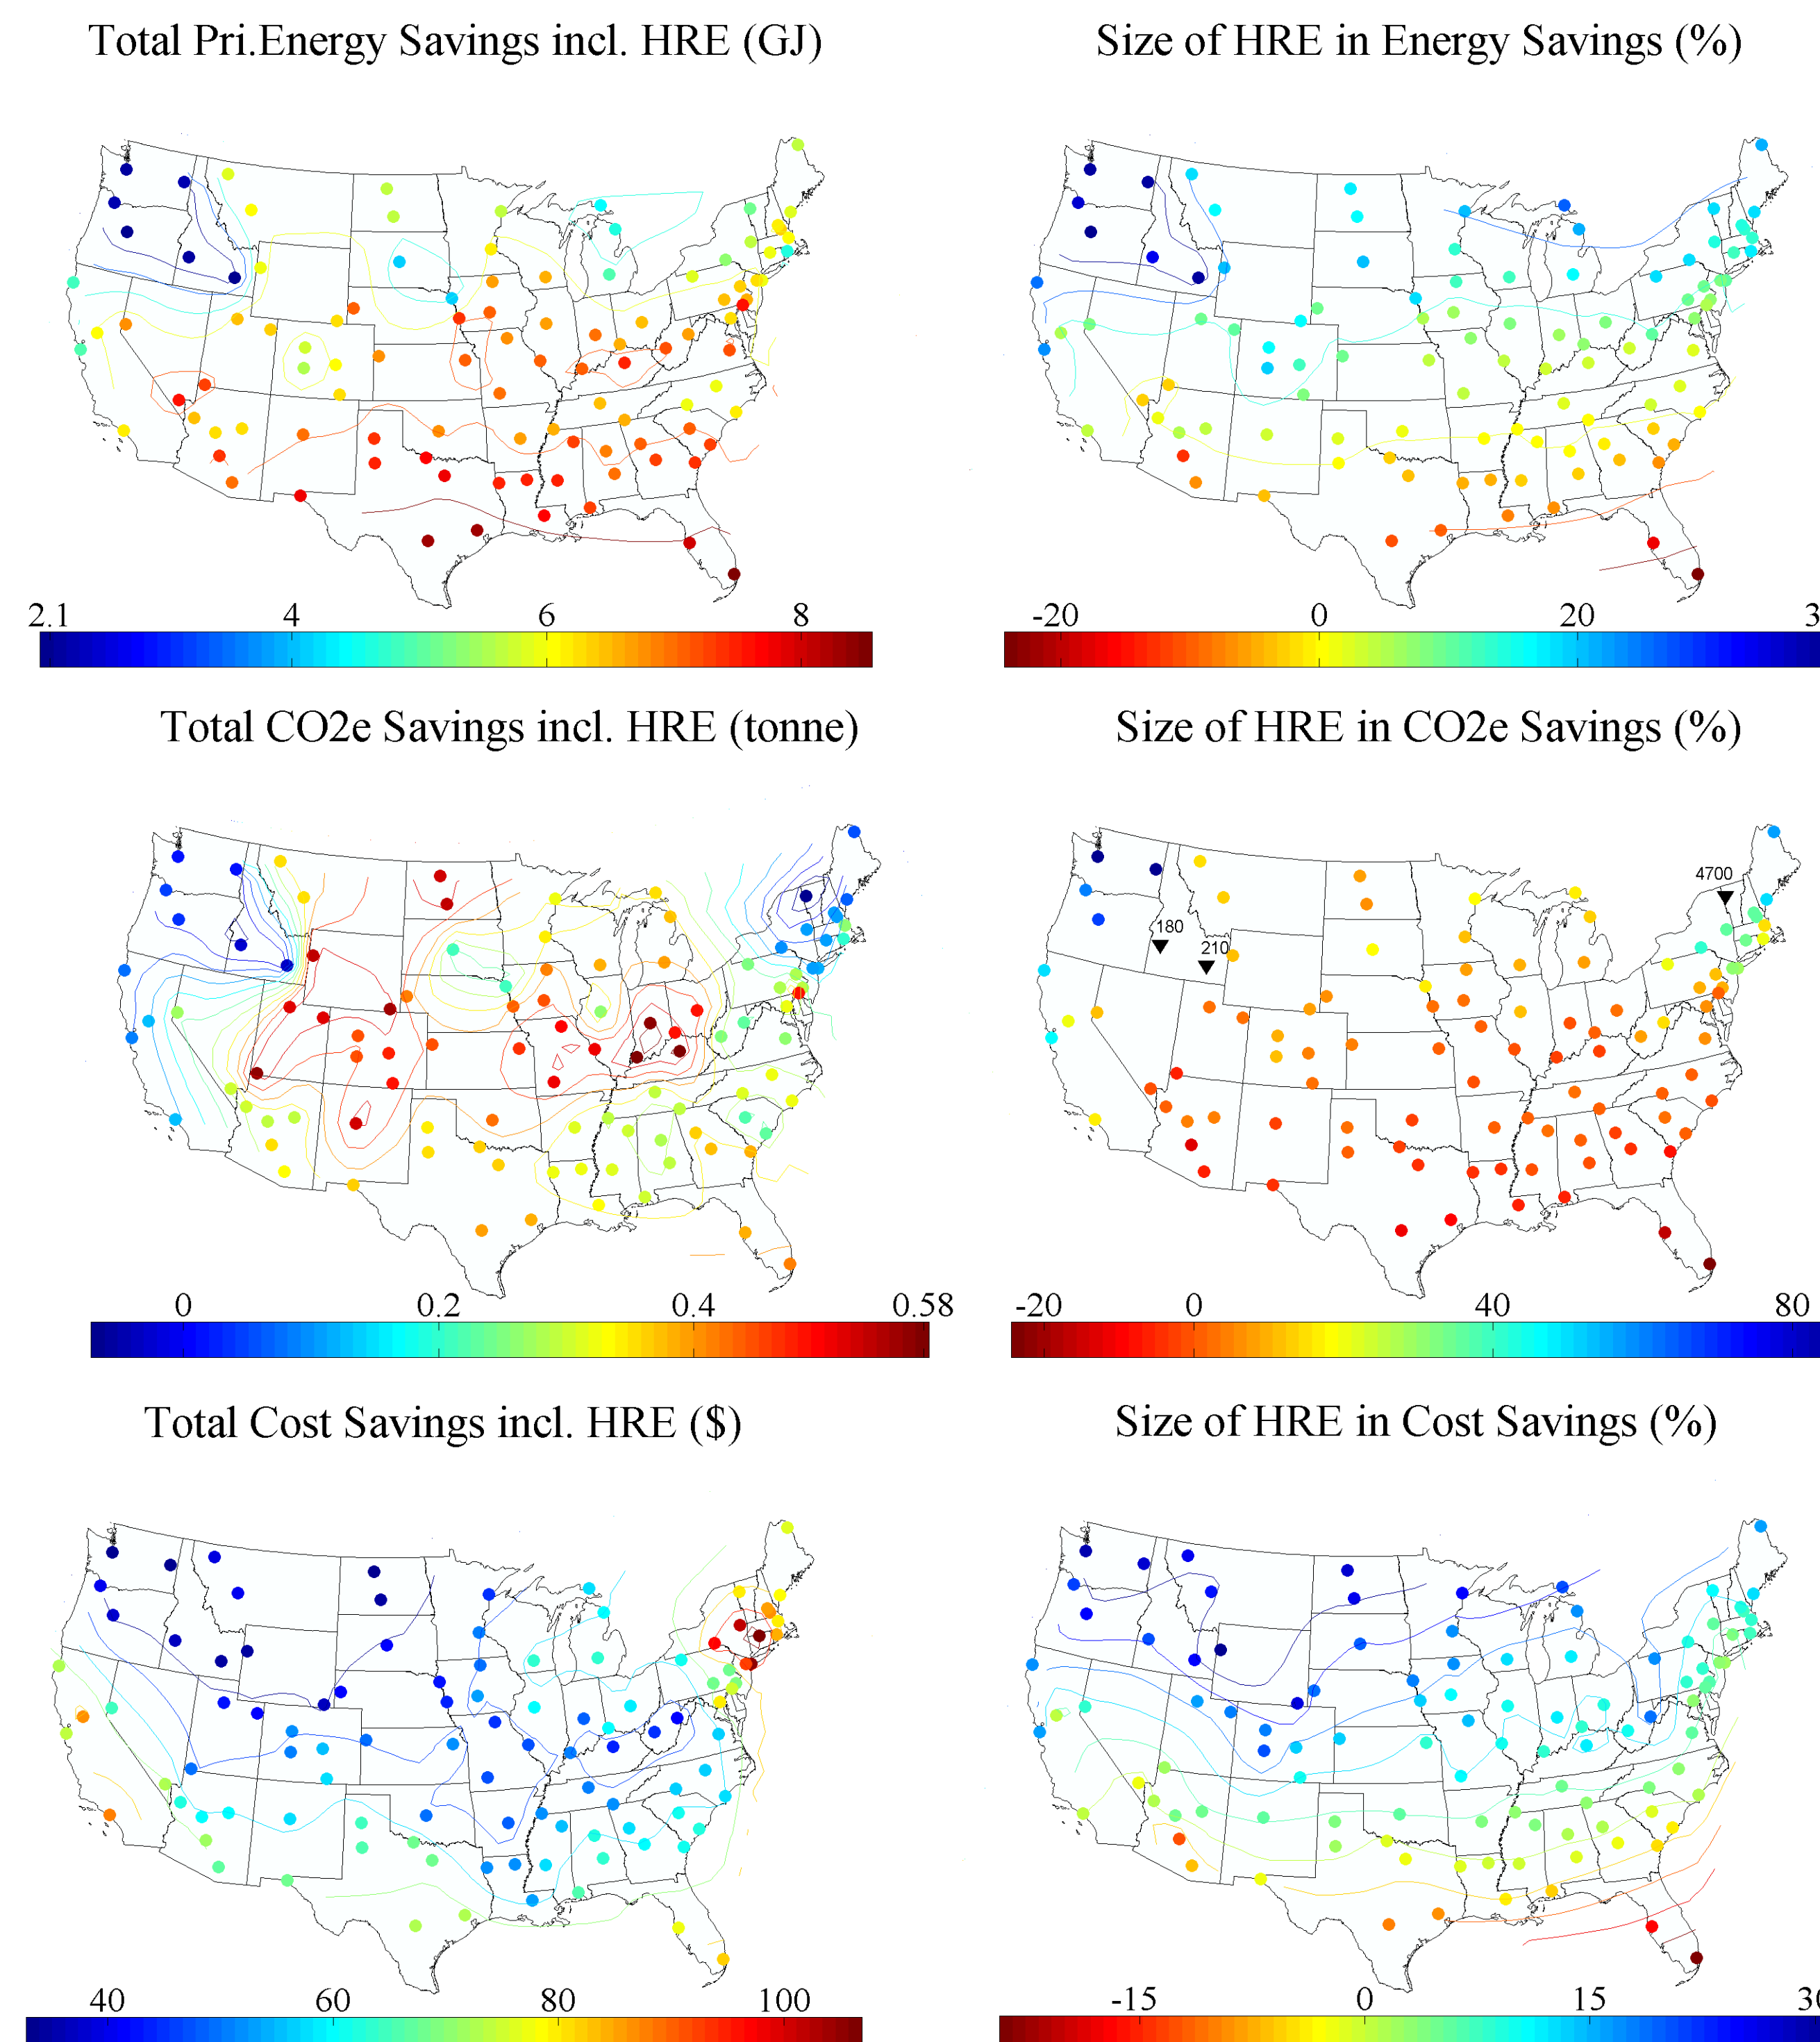 Total Pri.Energy Savings incl. HRE (GJ)
Size of HRE in Energy Savings (%)
2.1 4 6 8
-20 0 20 3
Total CO2e Savings incl. HRE (tonne)
Size of HRE in CO2e Savings (%)
4700
180
210
0 0.2 0.4 0.58
-20 0 40 80
Total Cost Savings incl. HRE ($)
Size of HRE in Cost Savings (%)
40 60 80 100
-15 0 15 30